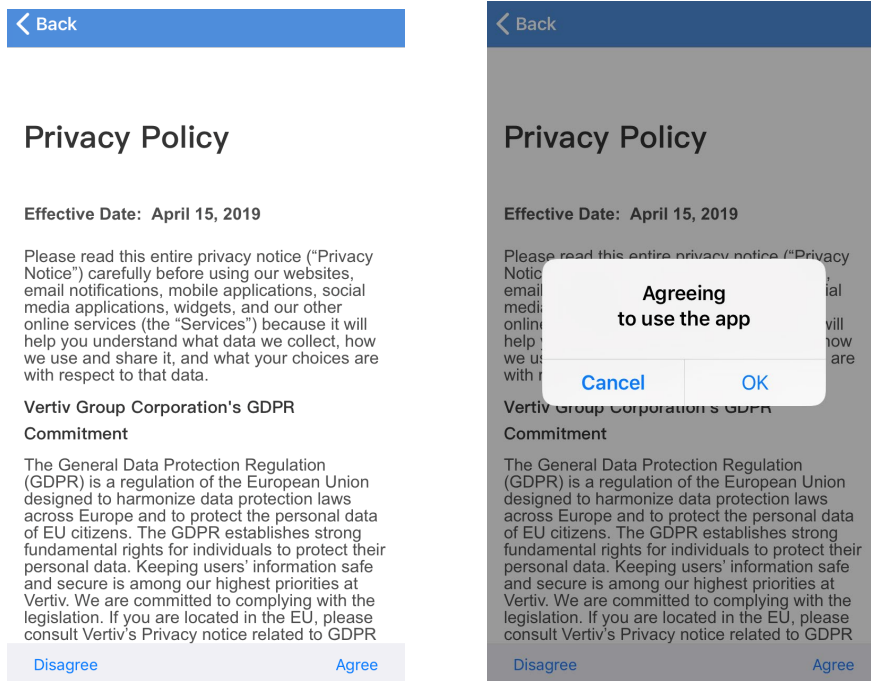 Back
Privacy Policy
Effective Date:  April 15, 2019
Please read this entire privacy notice (“Privacy
Notice”) carefully before using our websites,
email notifications, mobile applications, social
media applications, widgets, and our other
online services (the “Services”) because it will
help you understand what data we collect, how
we use and share it, and what your choices are
with respect to that data.
Vertiv Group Corporation's GDPR
Commitment
The General Data Protection Regulation
(GDPR) is a regulation of the European Union
designed to harmonize data protection laws
across Europe and to protect the personal data
of EU citizens. The GDPR establishes strong
fundamental rights for individuals to protect their
personal data. Keeping users’ information safe
and secure is among our highest priorities at
Vertiv. We are committed to complying with the
legislation. If you are located in the EU, please
consult Vertiv’s Privacy notice related to GDPR
Disagree Agree
Back
Privacy Policy
Effective Date:  April 15, 2019
Please read this entire privacy notice (“Privacy
Agreeing
to use the app
Cancel OK
are
Vertiv Group Corporation's GDPR
Commitment
The General Data Protection Regulation
(GDPR) is a regulation of the European Union
designed to harmonize data protection laws
across Europe and to protect the personal data
of EU citizens. The GDPR establishes strong
fundamental rights for individuals to protect their
personal data. Keeping users’ information safe
and secure is among our highest priorities at
Vertiv. We are committed to complying with the
legislation. If you are located in the EU, please
consult Vertiv’s Privacy notice related to GDPR
Disagree Agree